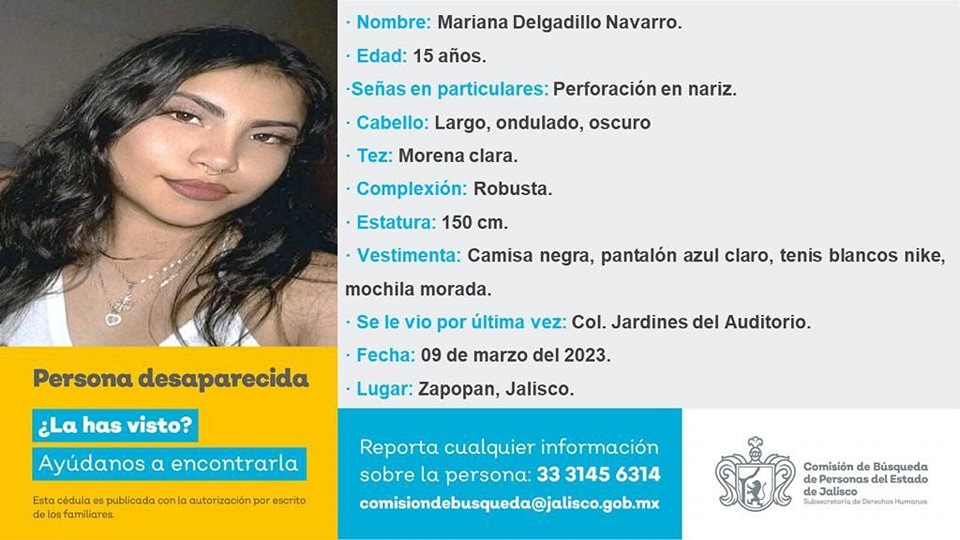 · Nombre: Mariana Delgadillo Navarro.
· Edad: 15 años.
·Señas en particulares: Perforación en nariz.
· Cabello: Largo, ondulado, oscuro
· Tez: Morena clara.
· Complexión: Robusta.
· Estatura: 150 cm.
· Vestimenta: Camisa negra, pantalón azul claro, tenis blancos nike,
mochila morada.
· Se le vio por última vez: Col. Jardines del Auditorio.
· Fecha: 09 de marzo del 2023.
· Lugar: Zapopan, Jalisco.
Persona desaparecida
¿La has visto?
Ayúdanos a encontrarla
Esta cédula es publicada con la autorización por escrito
de los familiares.
Reporta cualquier información
sobre la persona: 33 3145 6314
comisiondebusqueda@jalisco.gob.mx
Comisión de Búsqueda
de Personas del Estado
de Jalisco
Subsecretaría de Derechos Humanos